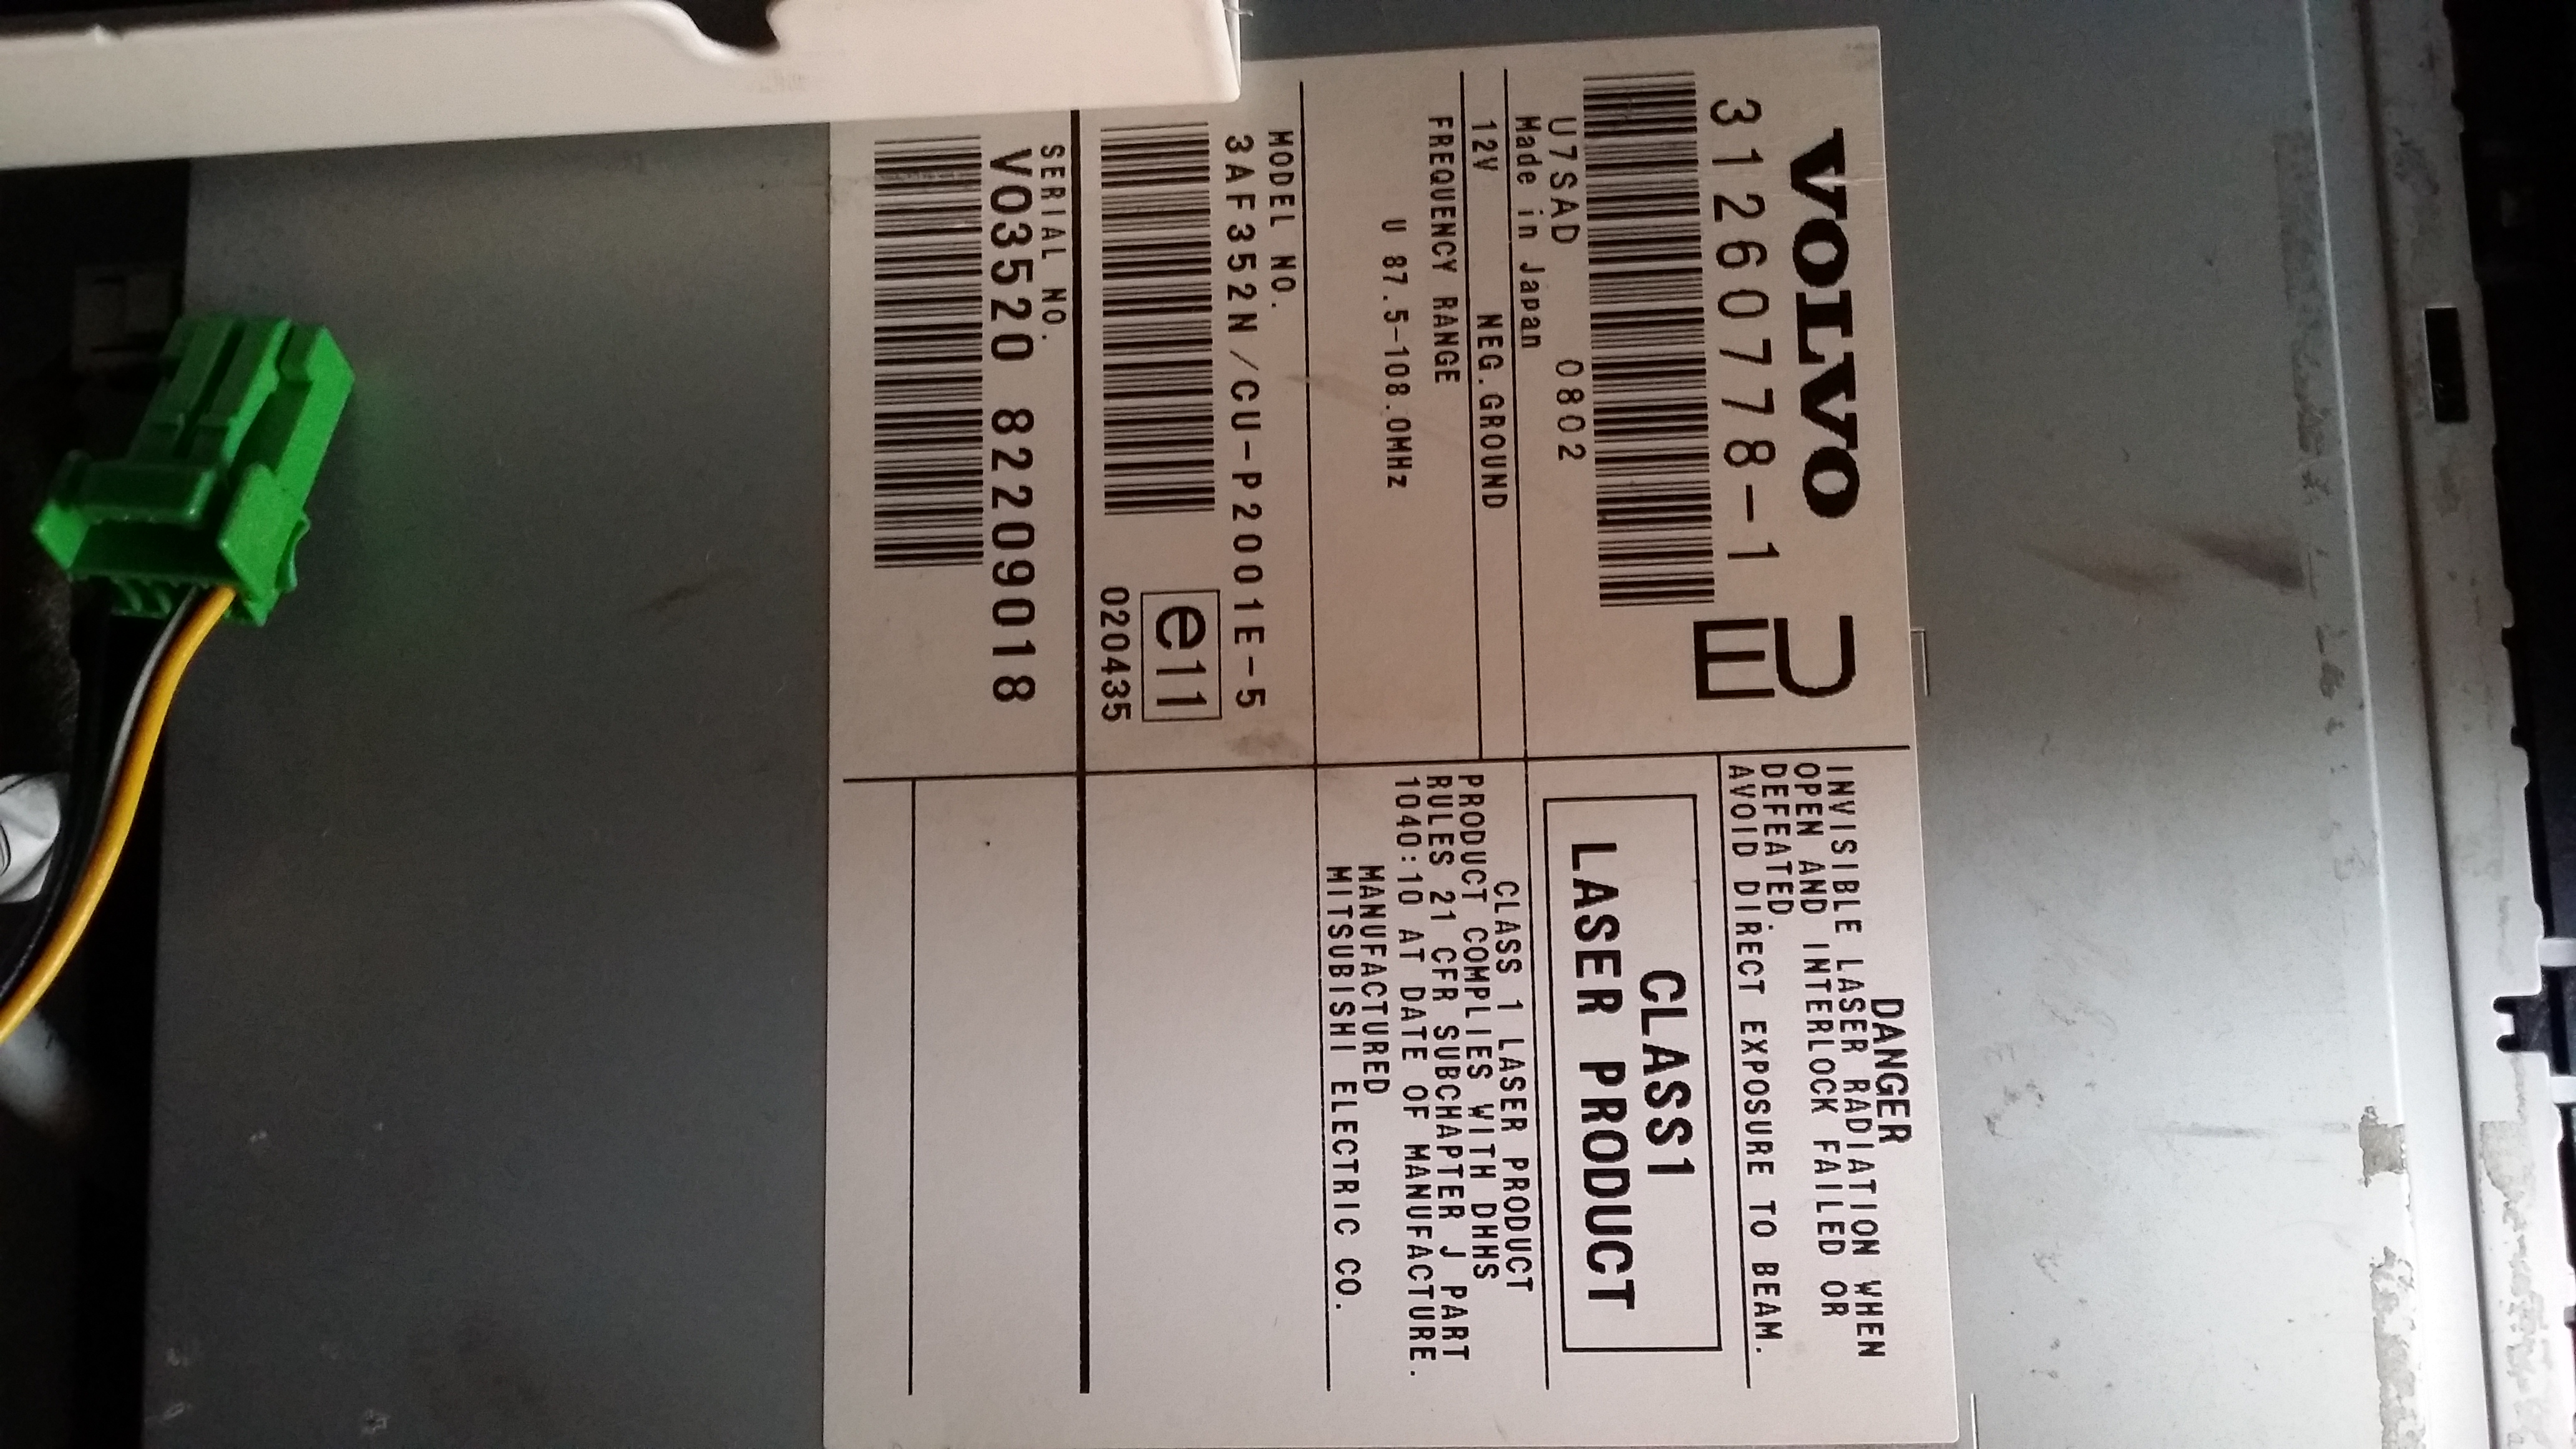 VOLVO
31260778-1
DE
U7SAD 0802
Made in Japan
12V NEG.GROUND
FREQUENCY RANGE
U 87.5-108.0MHz
MODEL NO.
3AF352N/CU-P2001E-5
e11
020435
SERIAL NO.
V03520 82209018
DANGER
INVISIBLE LASER RADIATION WHEN
OPEN AND INTERLOCK FAILED OR
DEFEATED.
AVOID DIRECT EXPOSURE TO BEAM.
CLASS1
LASER PRODUCT
CLASS 1 LASER PRODUCT
PRODUCT COMPLIES WITH DHHS
RULES 21 CFR SUBCHAPTER J PART
1040:10 AT DATE OF MANUFACTURE.
MANUFACTURED
MITSUBISHI ELECTRIC CO.